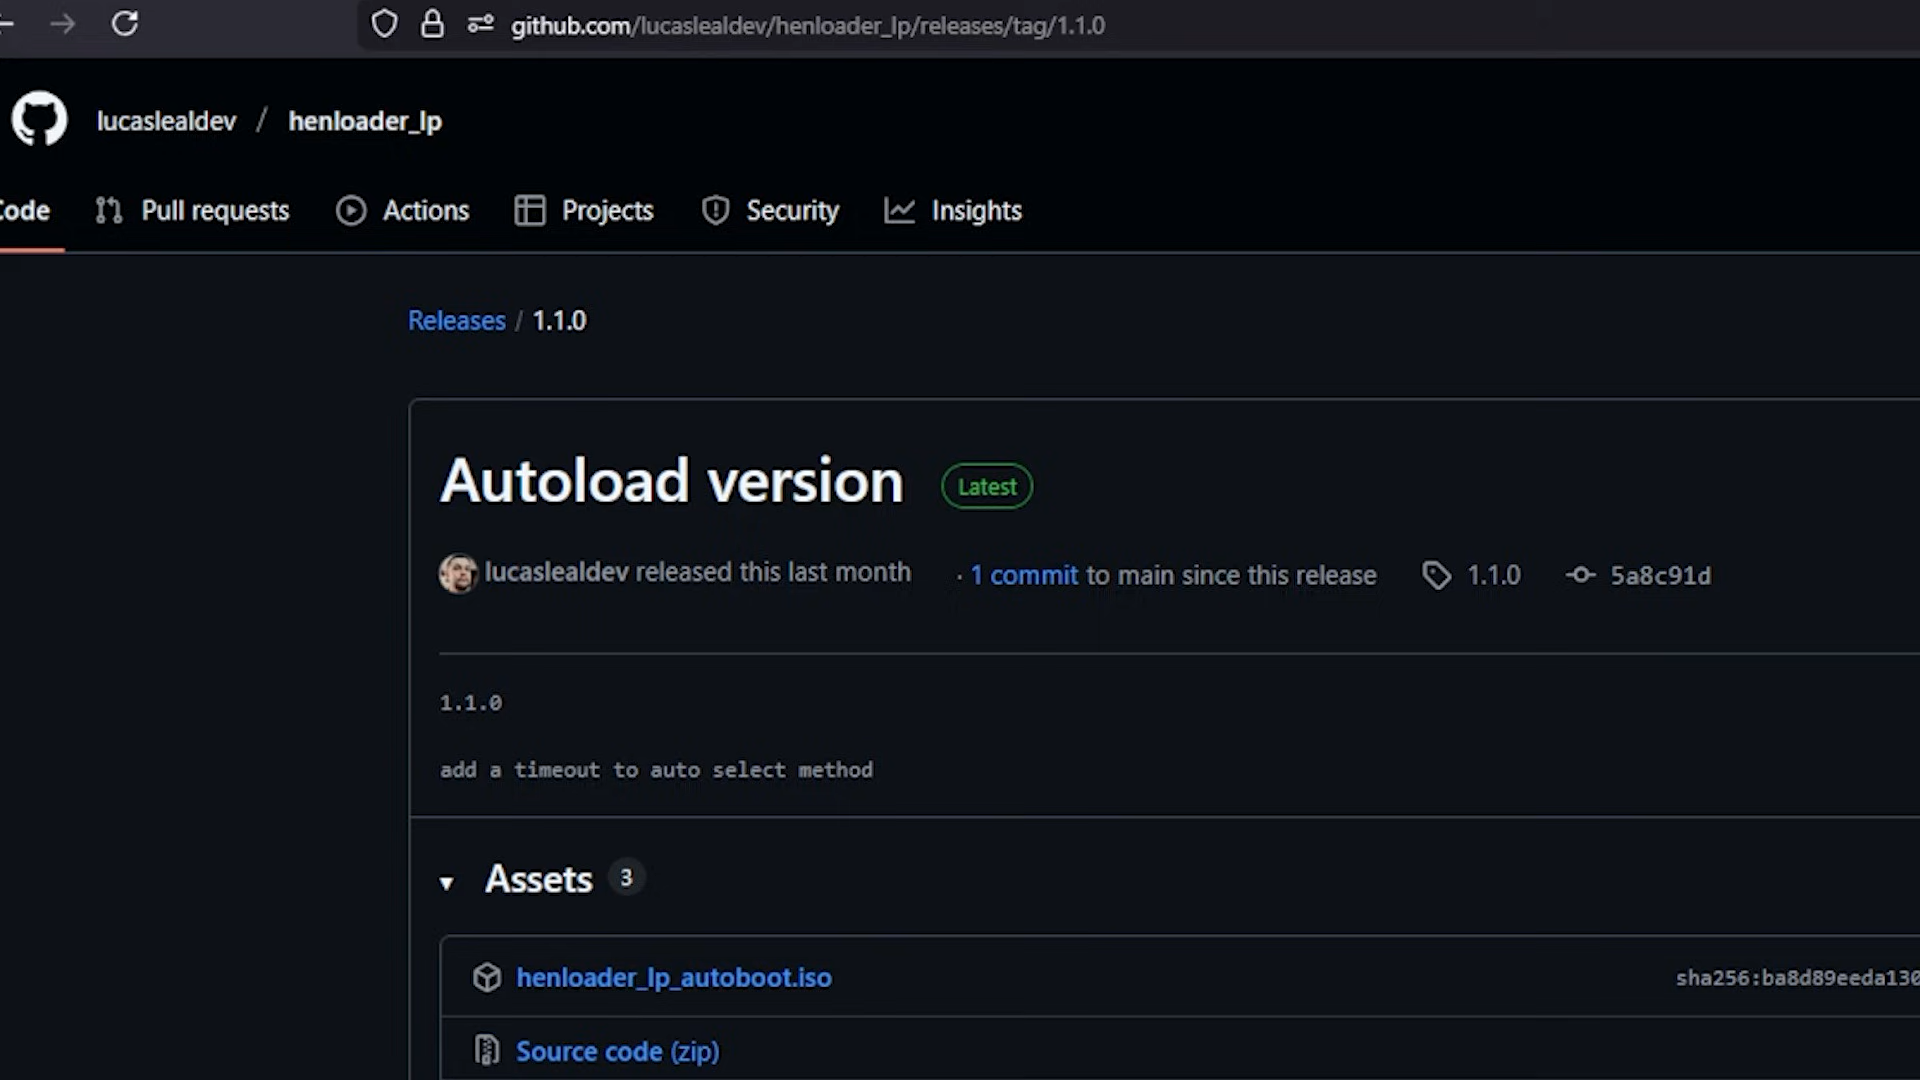 github.com/lucaslealdev/henloader_lp/releases/tag/1.1.0
lucaslealdev / henloader_lp
Code Pull requests Actions Projects Security Insights
Releases / 1.1.0
Autoload version Latest
lucaslealdev released this last month · 1 commit to main since this release 1.1.0 5a8c91d
1.1.0
add a timeout to auto select method
Assets 3
henloader_lp_autoboot.iso sha256:ba8d89eeda130
Source code (zip)